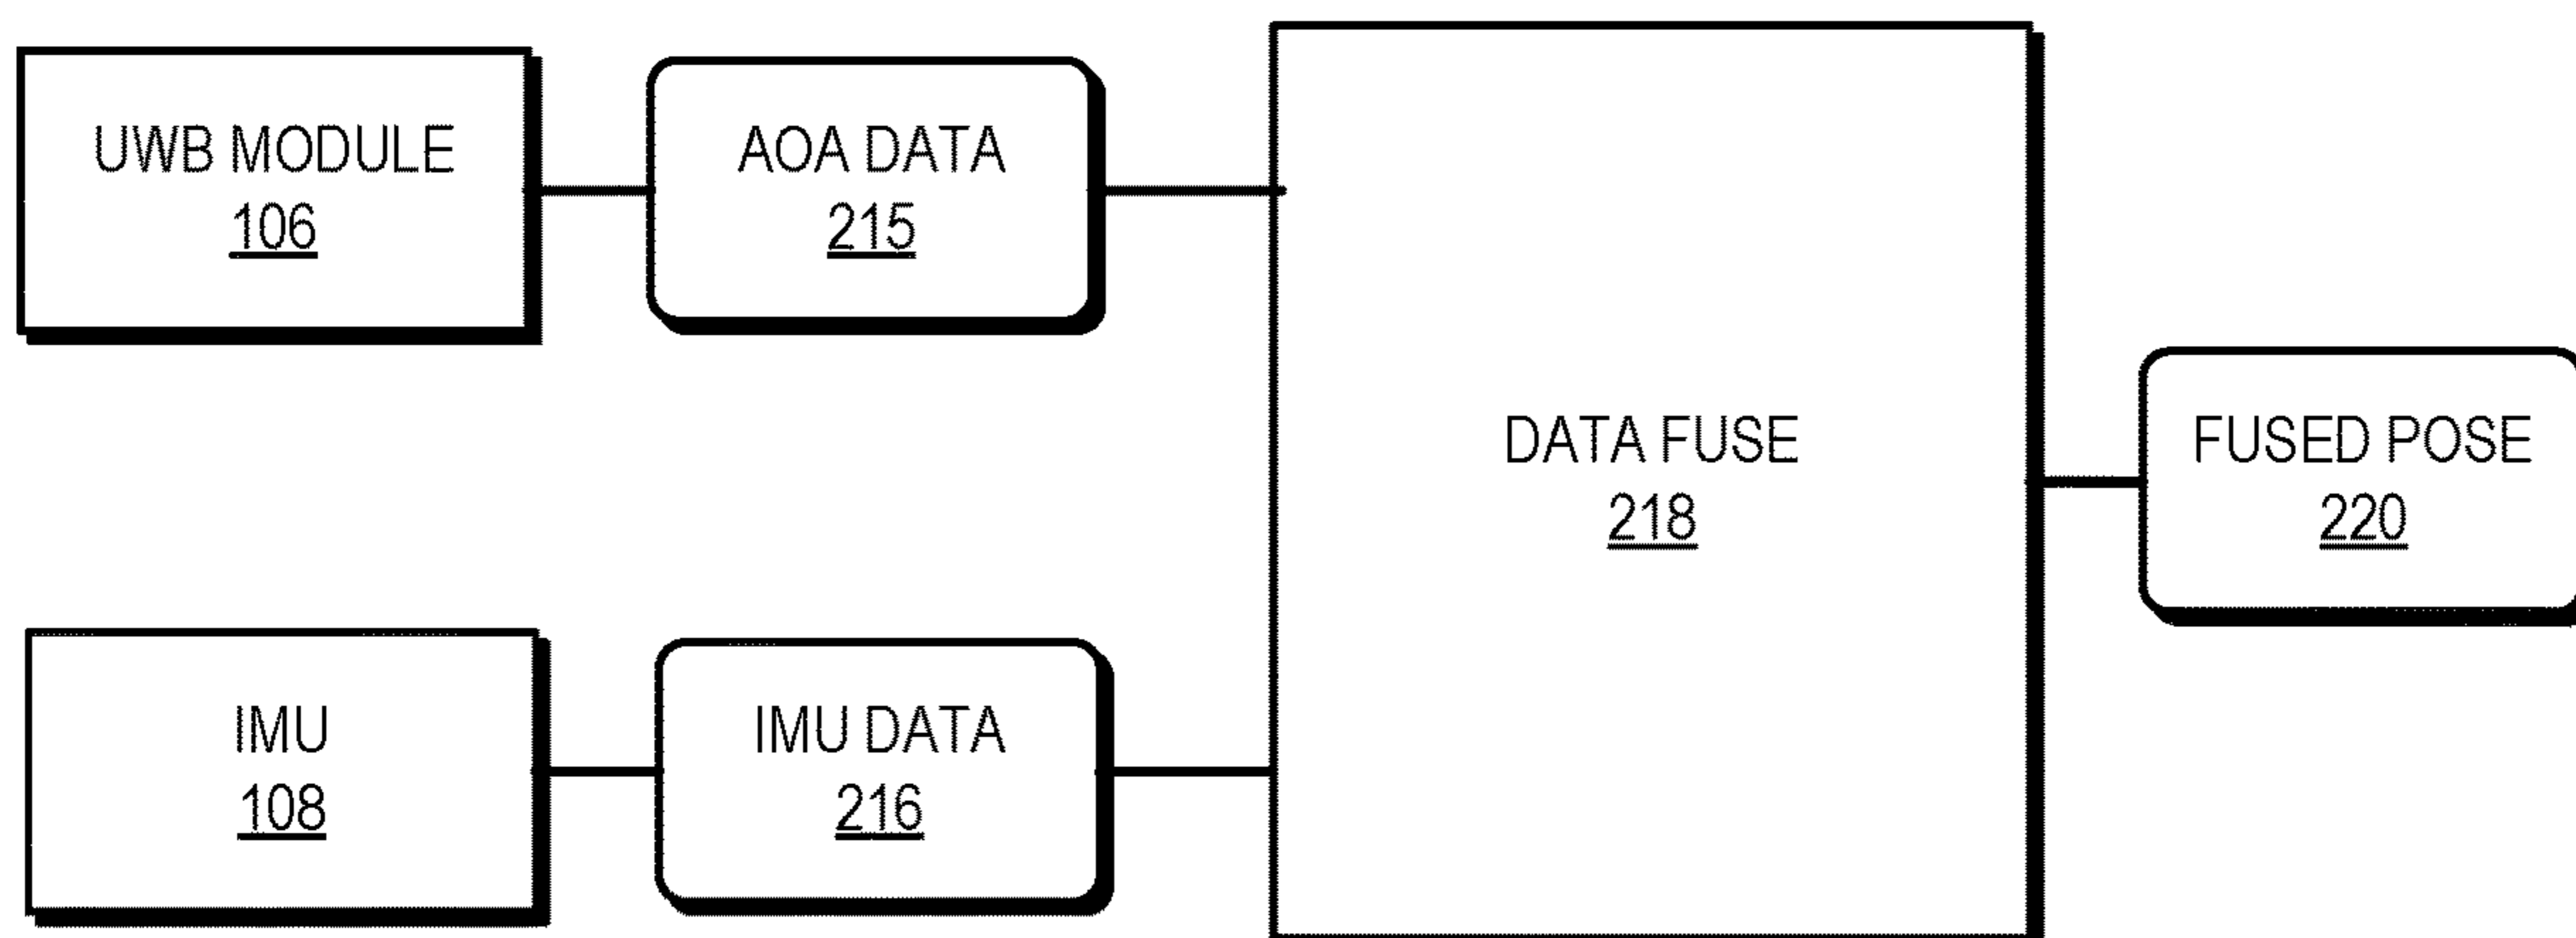 UWB MODULE
106
AOA DATA
215
DATA FUSE
218
FUSED POSE
220
IMU
108
IMU DATA
216